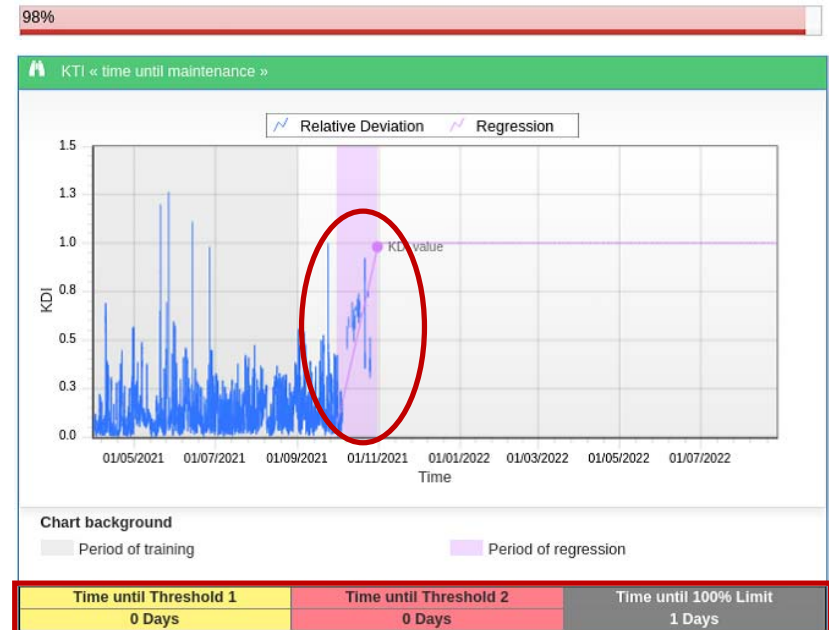 98%
KTI « time until maintenance »
Relative Deviation Regression
1.5
1.3
1.0
KDI value
0.8
KDI
0.5
0.3
0.0
01/05/2021 01/07/2021 01/09/2021 01/11/2021 01/01/2022 01/03/2022 01/05/2022 01/07/2022
Time
Chart background
Period of training Period of regression
Time until Threshold 1 Time until Threshold 2 Time until 100% Limit
0 Days 0 Days 1 Days